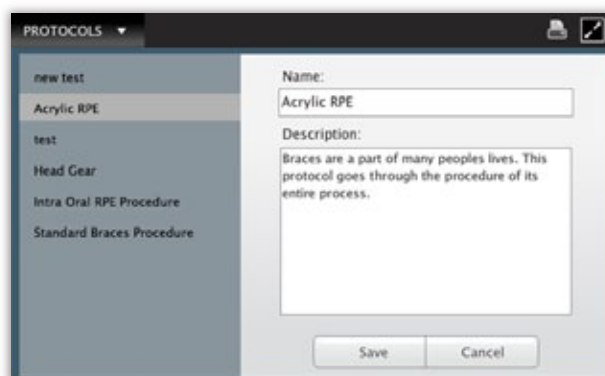 PROTOCOLS
new test
Acrylic RPE
test
Head Gear
Intra Oral RPE Procedure
Standard Braces Procedure
Name:
Acrylic RPE
Description:
Braces are a part of many peoples lives. This
protocol goes through the procedure of its
entire process.
Save
Cancel